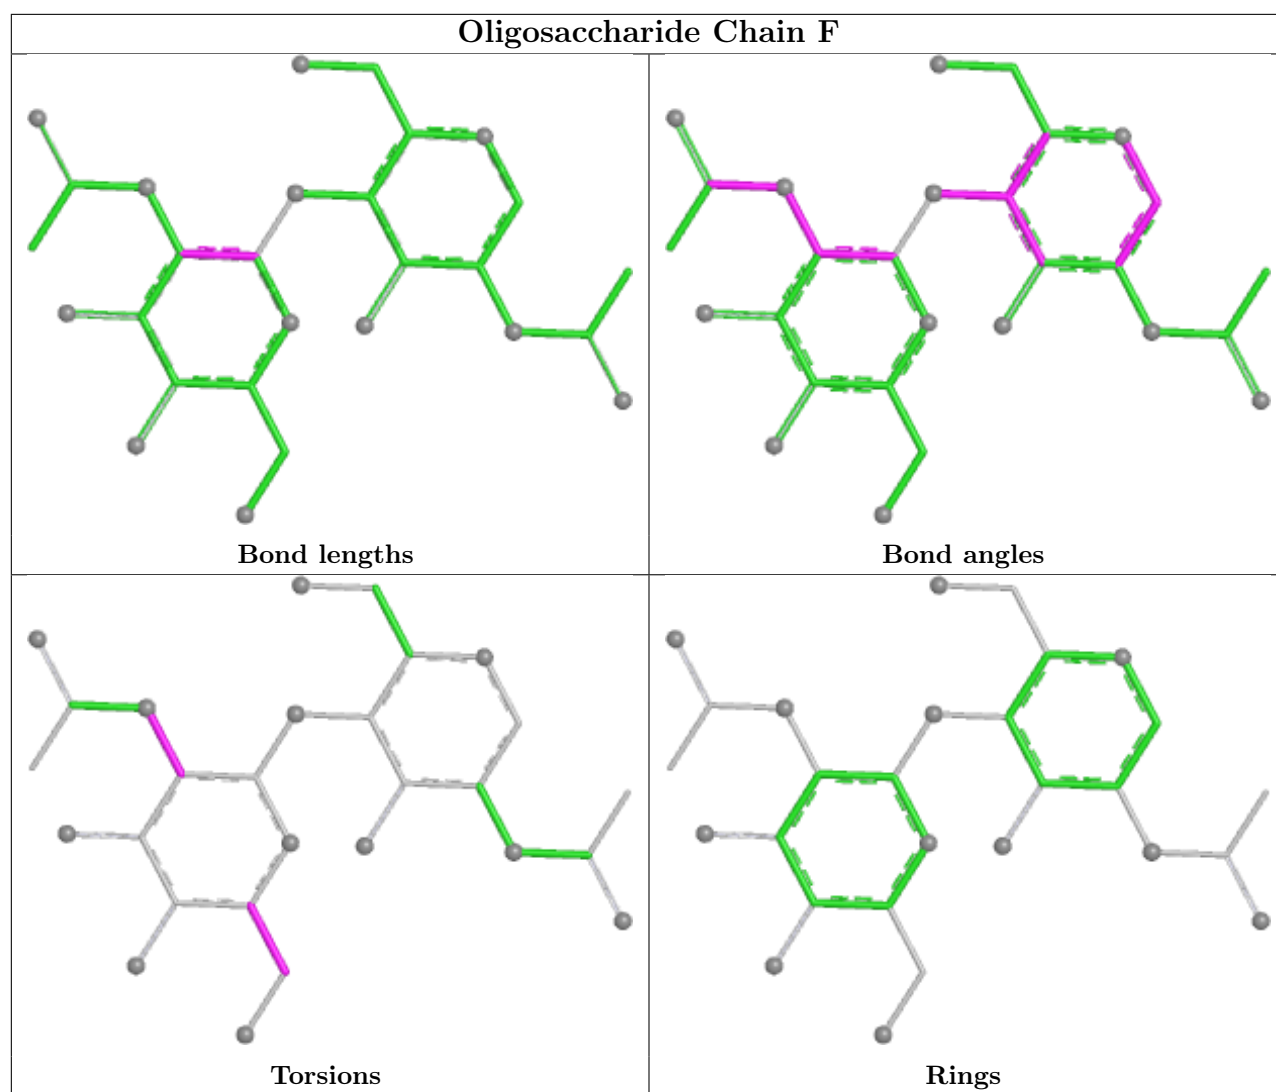 Oligosaccharide Chain F
Bond lengths
Bond angles
Torsions
Rings